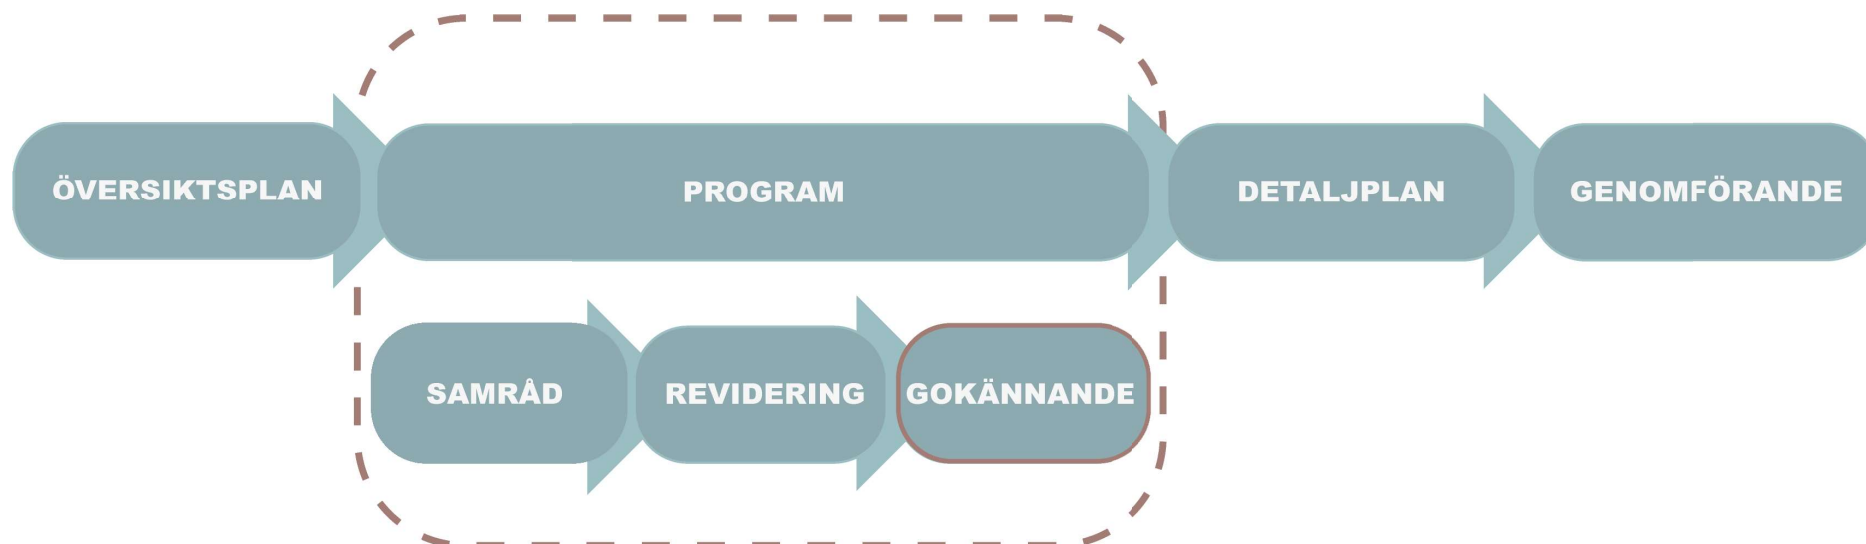 ÖVERSIKTSPLAN
PROGRAM
DETALJPLAN
GENOMFÖRANDE
SAMRÅD
REVIDERING
GOKÄNNANDE